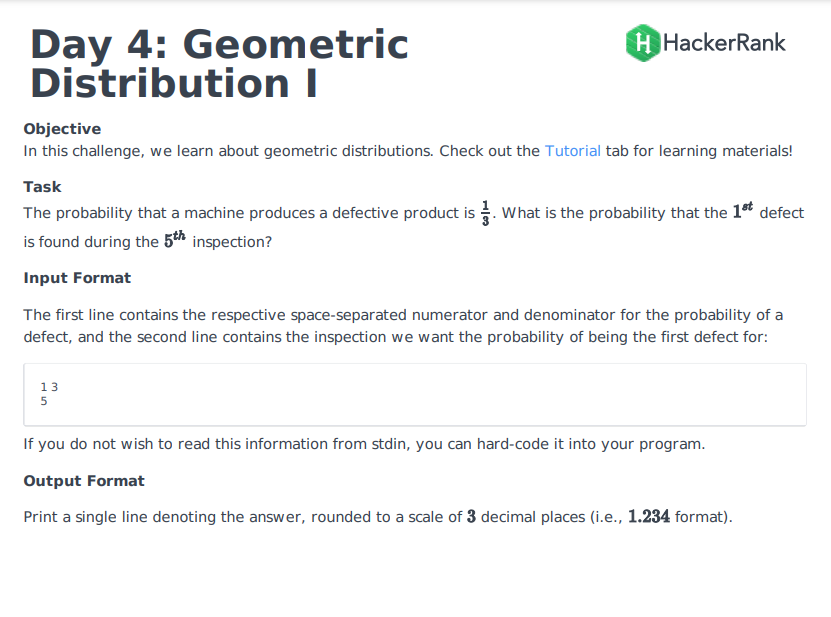 Day 4: Geometric
Distribution I
HackerRank
Objective
In this challenge, we learn about geometric distributions. Check out the Tutorial tab for learning materials!
Task
The probability that a machine produces a defective product is 1/3. What is the probability that the 1st defect
is found during the 5th inspection?
Input Format
The first line contains the respective space-separated numerator and denominator for the probability of a
defect, and the second line contains the inspection we want the probability of being the first defect for:
1 3
5
If you do not wish to read this information from stdin, you can hard-code it into your program.
Output Format
Print a single line denoting the answer, rounded to a scale of 3 decimal places (i.e., 1.234 format).